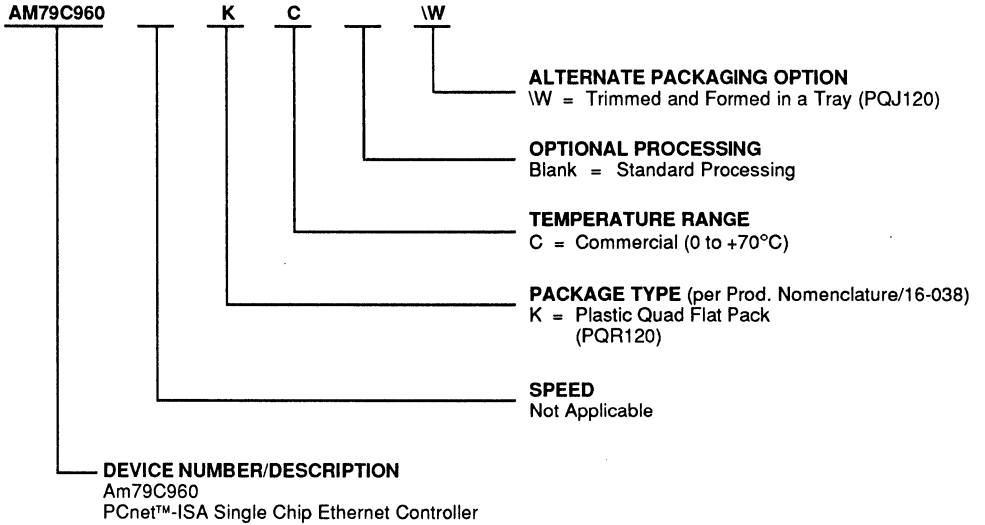 AM79C960 K C \W
ALTERNATE PACKAGING OPTION
\W = Trimmed and Formed in a Tray (PQJ120)
OPTIONAL PROCESSING
Blank = Standard Processing
TEMPERATURE RANGE
C = Commercial (0 to +70°C)
PACKAGE TYPE (per Prod. Nomenclature/16-038)
K = Plastic Quad Flat Pack
(PQR120)
SPEED
Not Applicable
DEVICE NUMBER/DESCRIPTION
Am79C960
PCnet™-ISA Single Chip Ethernet Controller